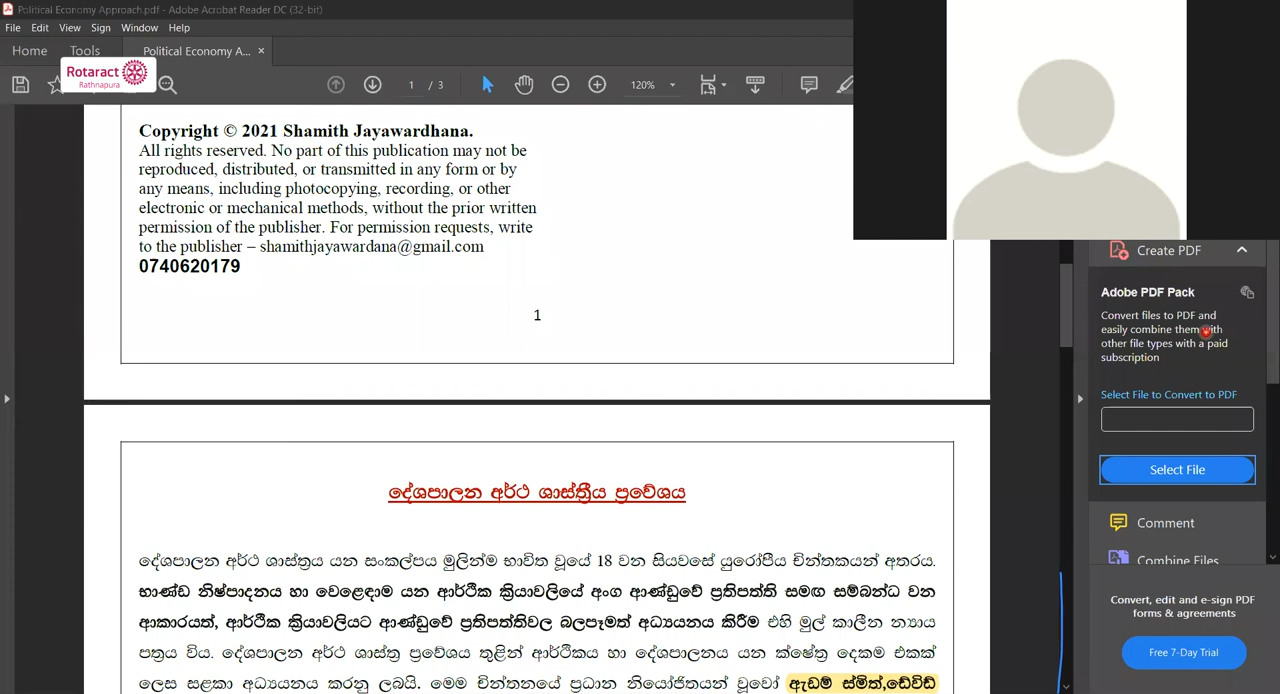 Political Economy Approach.pdf - Adobe Acrobat Reader DC (32-bit)
File Edit View Sign Window Help
Home Tools Political Economy A... ×
Rotaract
Rathnapura
1 / 3 120%
Copyright © 2021 Shamith Jayawardhana.
All rights reserved. No part of this publication may not be
reproduced, distributed, or transmitted in any form or by
any means, including photocopying, recording, or other
electronic or mechanical methods, without the prior written
permission of the publisher. For permission requests, write
to the publisher – shamithjayawardana@gmail.com
0740620179
1
දේශපාලන අර්ථ ශාස්ත්‍රීය ප්‍රවේශය
දේශපාලන අර්ථ ශාස්ත්‍රය යන සංකල්පය මුලින්ම භාවිත වූයේ 18 වන සියවසේ යුරෝපීය චින්තකයන් අතරය.
භාණ්ඩ නිෂ්පාදනය හා වෙළෙඳාම යන ආර්ථික ක්‍රියාවලියේ අංග ආණ්ඩුවේ ප්‍රතිපත්ති සමඟ සම්බන්ධ වන
ආකාරයත්, ආර්ථික ක්‍රියාවලියට ආණ්ඩුවේ ප්‍රතිපත්තිවල බලපෑමත් අධ්‍යයනය කිරීම එහි මුල් කාලීන න්‍යාය
පත්‍රය විය. දේශපාලන අර්ථ ශාස්ත්‍ර ප්‍රවේශය තුළින් ආර්ථිකය හා දේශපාලනය යන ක්ෂේත්‍ර දෙකම එකක්
ලෙස සළකා අධ්‍යයනය කරනු ලබයි. මෙම චින්තනයේ ප්‍රධාන නියෝජිතයන් වූවෝ ඇඩම් ස්මිත්,ඩේවිඩ්
Create PDF
Adobe PDF Pack
Convert files to PDF and
easily combine them with
other file types with a paid
subscription
Select File to Convert to PDF
Select File
Comment
Combine Files
Convert, edit and e-sign PDF
forms & agreements
Free 7-Day Trial